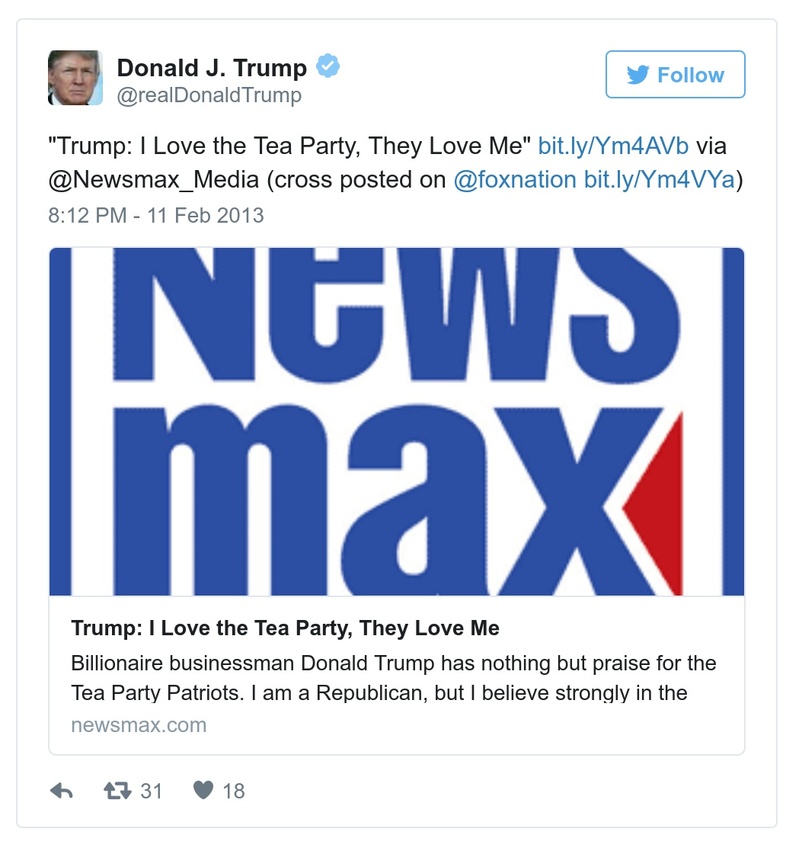 Donald J. Trump
@realDonaldTrump
Follow
"Trump: I Love the Tea Party, They Love Me" bit.ly/Ym4AVb via
@Newsmax_Media (cross posted on @foxnation bit.ly/Ym4VYa)
8:12 PM - 11 Feb 2013
News
max
Trump: I Love the Tea Party, They Love Me
Billionaire businessman Donald Trump has nothing but praise for the
Tea Party Patriots. I am a Republican, but I believe strongly in the
newsmax.com
31 18